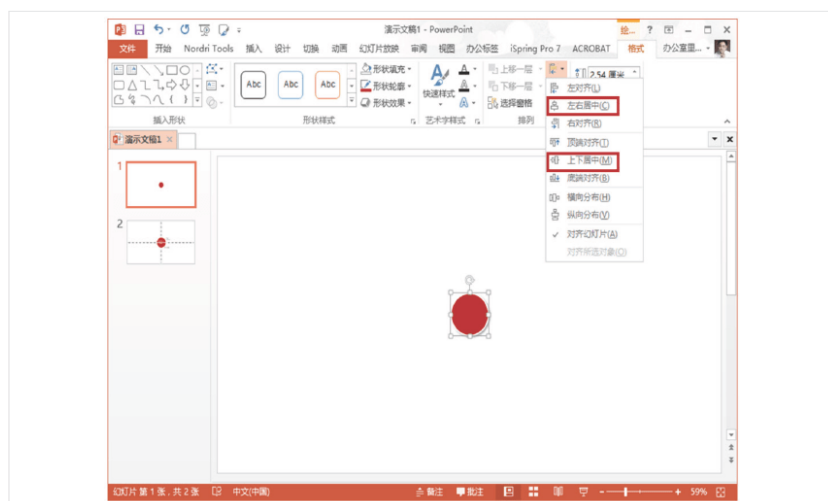 演示文稿1 - PowerPoint
绘...
文件 开始 Nordri Tools 插入 设计 切换 动画 幻灯片放映 审阅 视图 办公标签 iSpring Pro 7 ACROBAT 格式 办公室里...
Abc Abc Abc
形状填充
形状轮廓
形状效果
快速样式
上移一层
下移一层
选择窗格
2.54 厘米
插入形状 形状样式 艺术字样式 排列
左对齐(L)
左右居中(C)
右对齐(R)
顶端对齐(T)
上下居中(M)
底端对齐(B)
横向分布(H)
纵向分布(V)
对齐幻灯片(A)
对齐所选对象(O)
演示文稿1
1
2
幻灯片 第 1 张，共 2 张 中文(中国) 备注 批注 59%